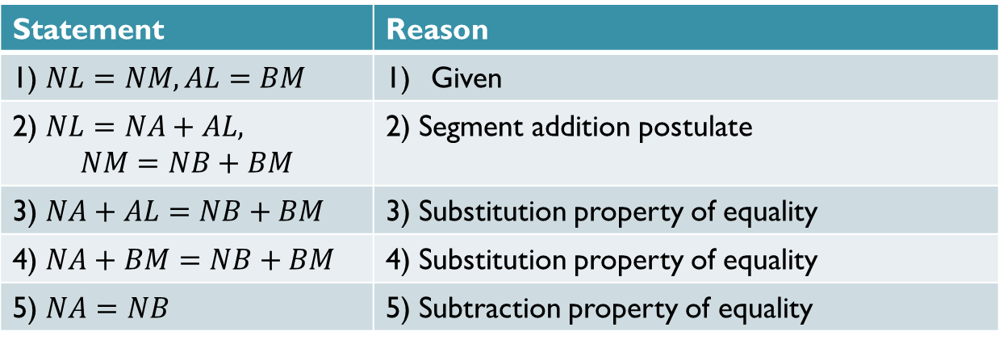 Statement Reason
1) NL = NM, AL = BM 1) Given
2) NL = NA + AL, 2) Segment addition postulate
NM = NB + BM
3) NA + AL = NB + BM 3) Substitution property of equality
4) NA + BM = NB + BM 4) Substitution property of equality
5) NA = NB 5) Subtraction property of equality